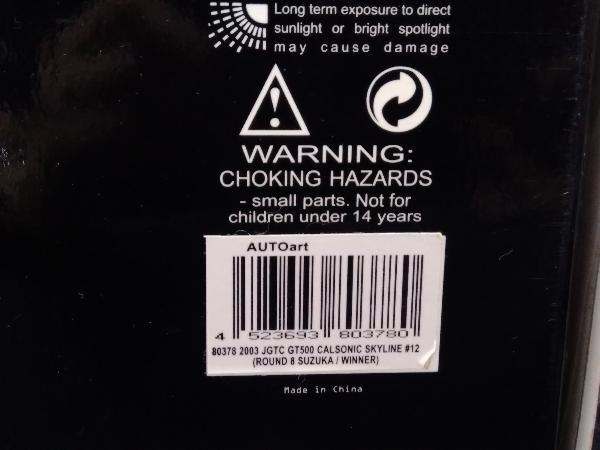 Long term exposure to direct
sunlight or bright spotlight
may cause damage
WARNING:
CHOKING HAZARDS
- small parts. Not for
children under 14 years
AUTOart
4 523693 803780
80378 2003 JGTC GT500 CALSONIC SKYLINE #12
(ROUND 8 SUZUKA / WINNER)
Made in China